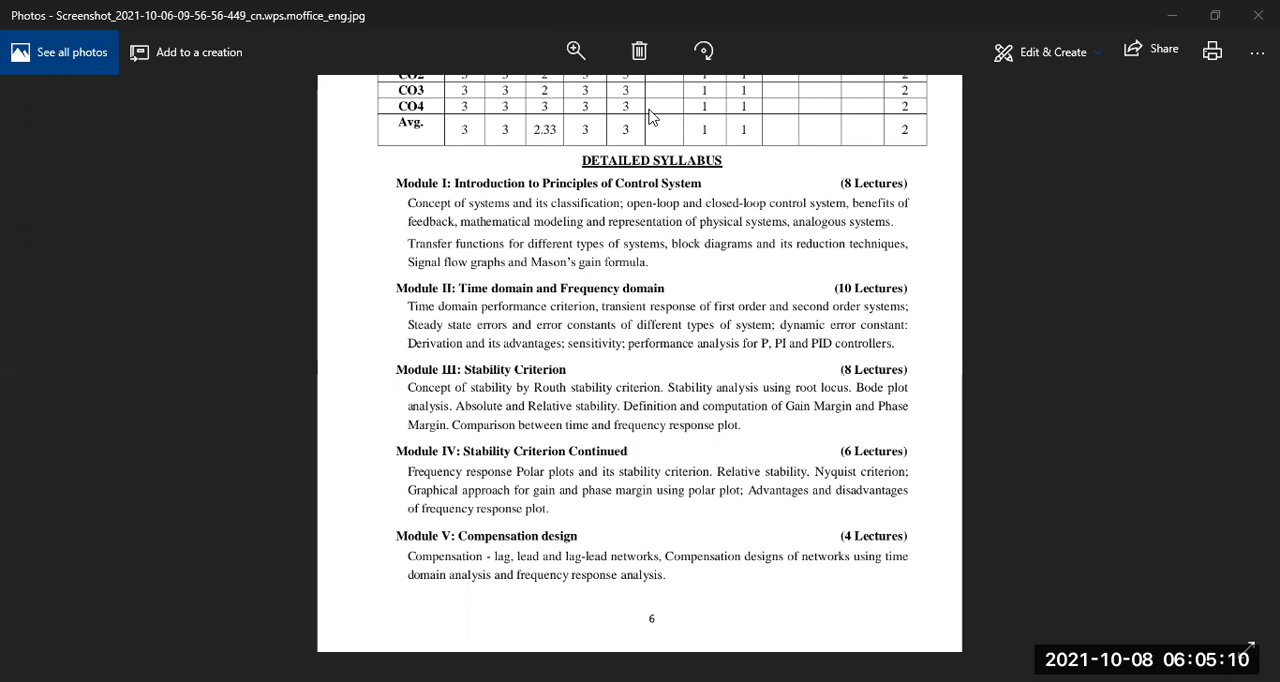 Photos - Screenshot_2021-10-06-09-56-56-449_cn.wps.moffice_eng.jpg
See all photos Add to a creation Edit & Create Share
CO2 3 3 2 3 3 1 1 2
CO3 3 3 2 3 3 1 1 2
CO4 3 3 3 3 3 1 1 2
Avg. 3 3 2.33 3 3 1 1 2
DETAILED SYLLABUS
Module I: Introduction to Principles of Control System (8 Lectures)
Concept of systems and its classification; open-loop and closed-loop control system, benefits of
feedback, mathematical modeling and representation of physical systems, analogous systems.
Transfer functions for different types of systems, block diagrams and its reduction techniques,
Signal flow graphs and Mason's gain formula.
Module II: Time domain and Frequency domain (10 Lectures)
Time domain performance criterion, transient response of first order and second order systems;
Steady state errors and error constants of different types of system; dynamic error constant:
Derivation and its advantages; sensitivity; performance analysis for P, PI and PID controllers.
Module III: Stability Criterion (8 Lectures)
Concept of stability by Routh stability criterion. Stability analysis using root locus. Bode plot
analysis. Absolute and Relative stability. Definition and computation of Gain Margin and Phase
Margin. Comparison between time and frequency response plot.
Module IV: Stability Criterion Continued (6 Lectures)
Frequency response Polar plots and its stability criterion. Relative stability, Nyquist criterion;
Graphical approach for gain and phase margin using polar plot; Advantages and disadvantages
of frequency response plot.
Module V: Compensation design (4 Lectures)
Compensation - lag, lead and lag-lead networks, Compensation designs of networks using time
domain analysis and frequency response analysis.
6
2021-10-08 06:05:10